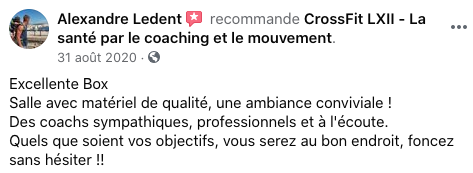 Alexandre Ledent recommande CrossFit LXII - La
santé par le coaching et le mouvement.
31 août 2020 ·
Excellente Box
Salle avec matériel de qualité, une ambiance conviviale !
Des coachs sympathiques, professionnels et à l'écoute.
Quels que soient vos objectifs, vous serez au bon endroit, foncez
sans hésiter !!